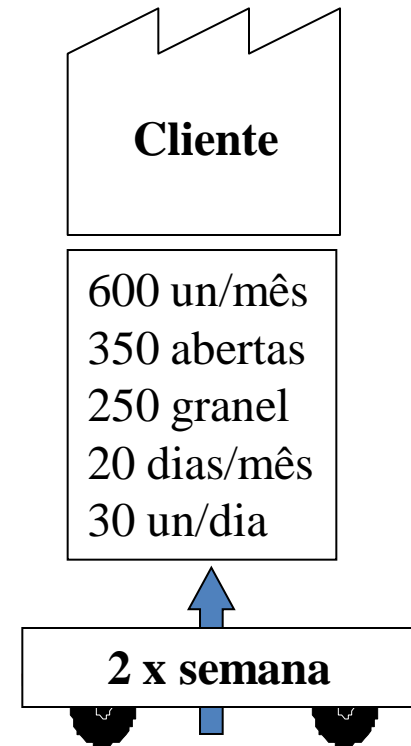 Cliente
600 un/mês
350 abertas
250 granel
20 dias/mês
30 un/dia
2 x semana